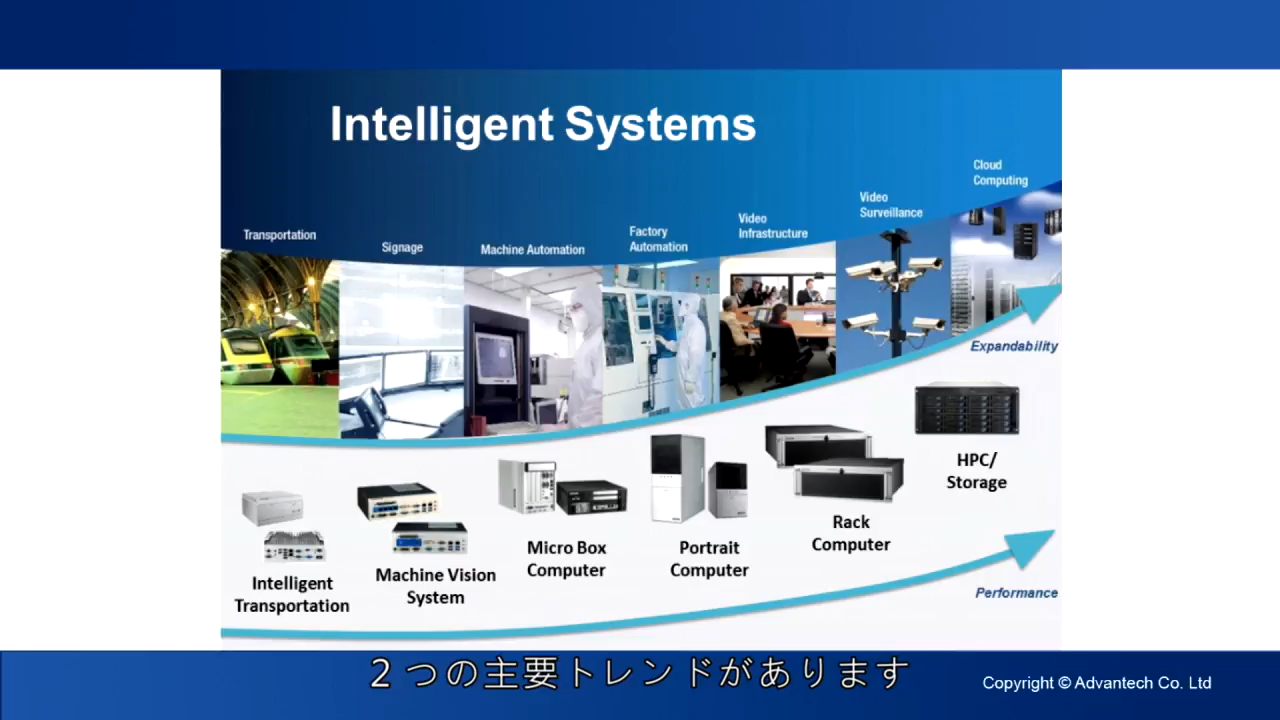 Intelligent Systems
Cloud
Computing
Video
Surveillance
Video
Infrastructure
Factory
Automation
Transportation
Signage
Machine Automation
Expandability
HPC/
Storage
Rack
Computer
Portrait
Computer
Micro Box
Computer
Machine Vision
System
Intelligent
Transportation
Performance
２つの主要トレンドがあります
Copyright © Advantech Co. Ltd